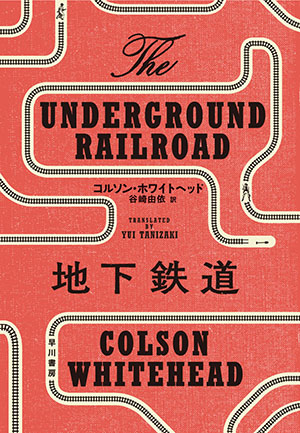 The
UNDERGROUND
RAILROAD
コルソン・ホワイトヘッド
谷崎由依 訳
TRANSLATED
BY
YUI TANIZAKI
地下鉄道
早川書房
COLSON
WHITEHEAD